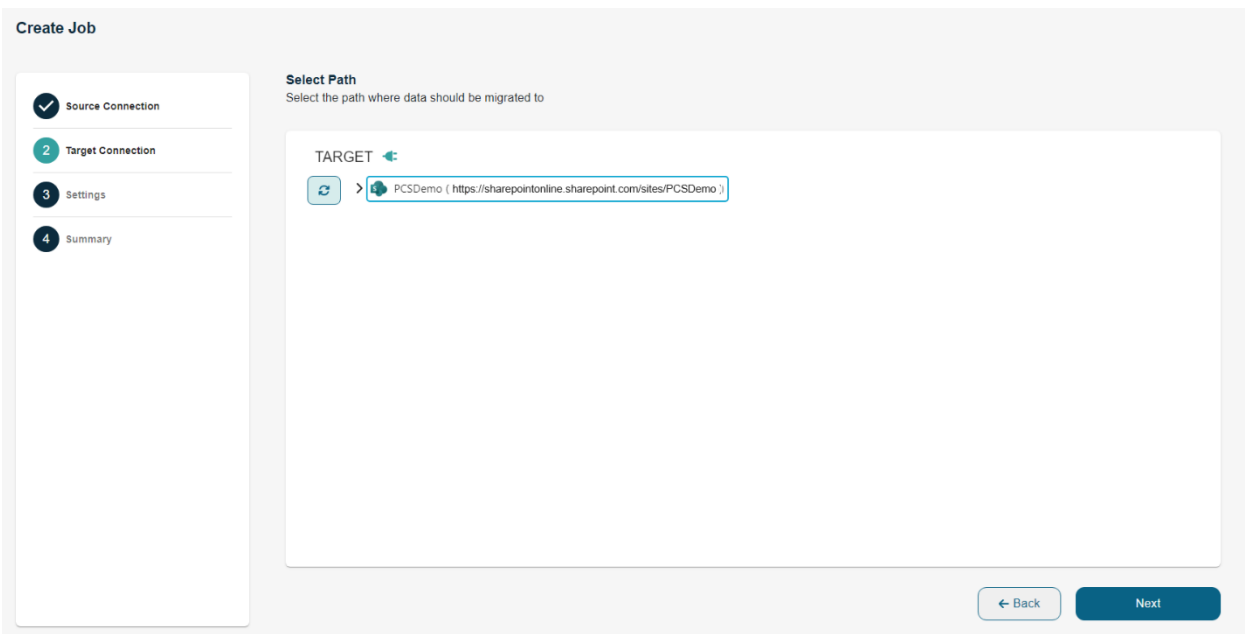 Create Job
Source Connection
2 Target Connection
3 Settings
4 Summary
Select Path
Select the path where data should be migrated to
TARGET
PCSDemo ( https://sharepointonline.sharepoint.com/sites/PCSDemo )
← Back
Next